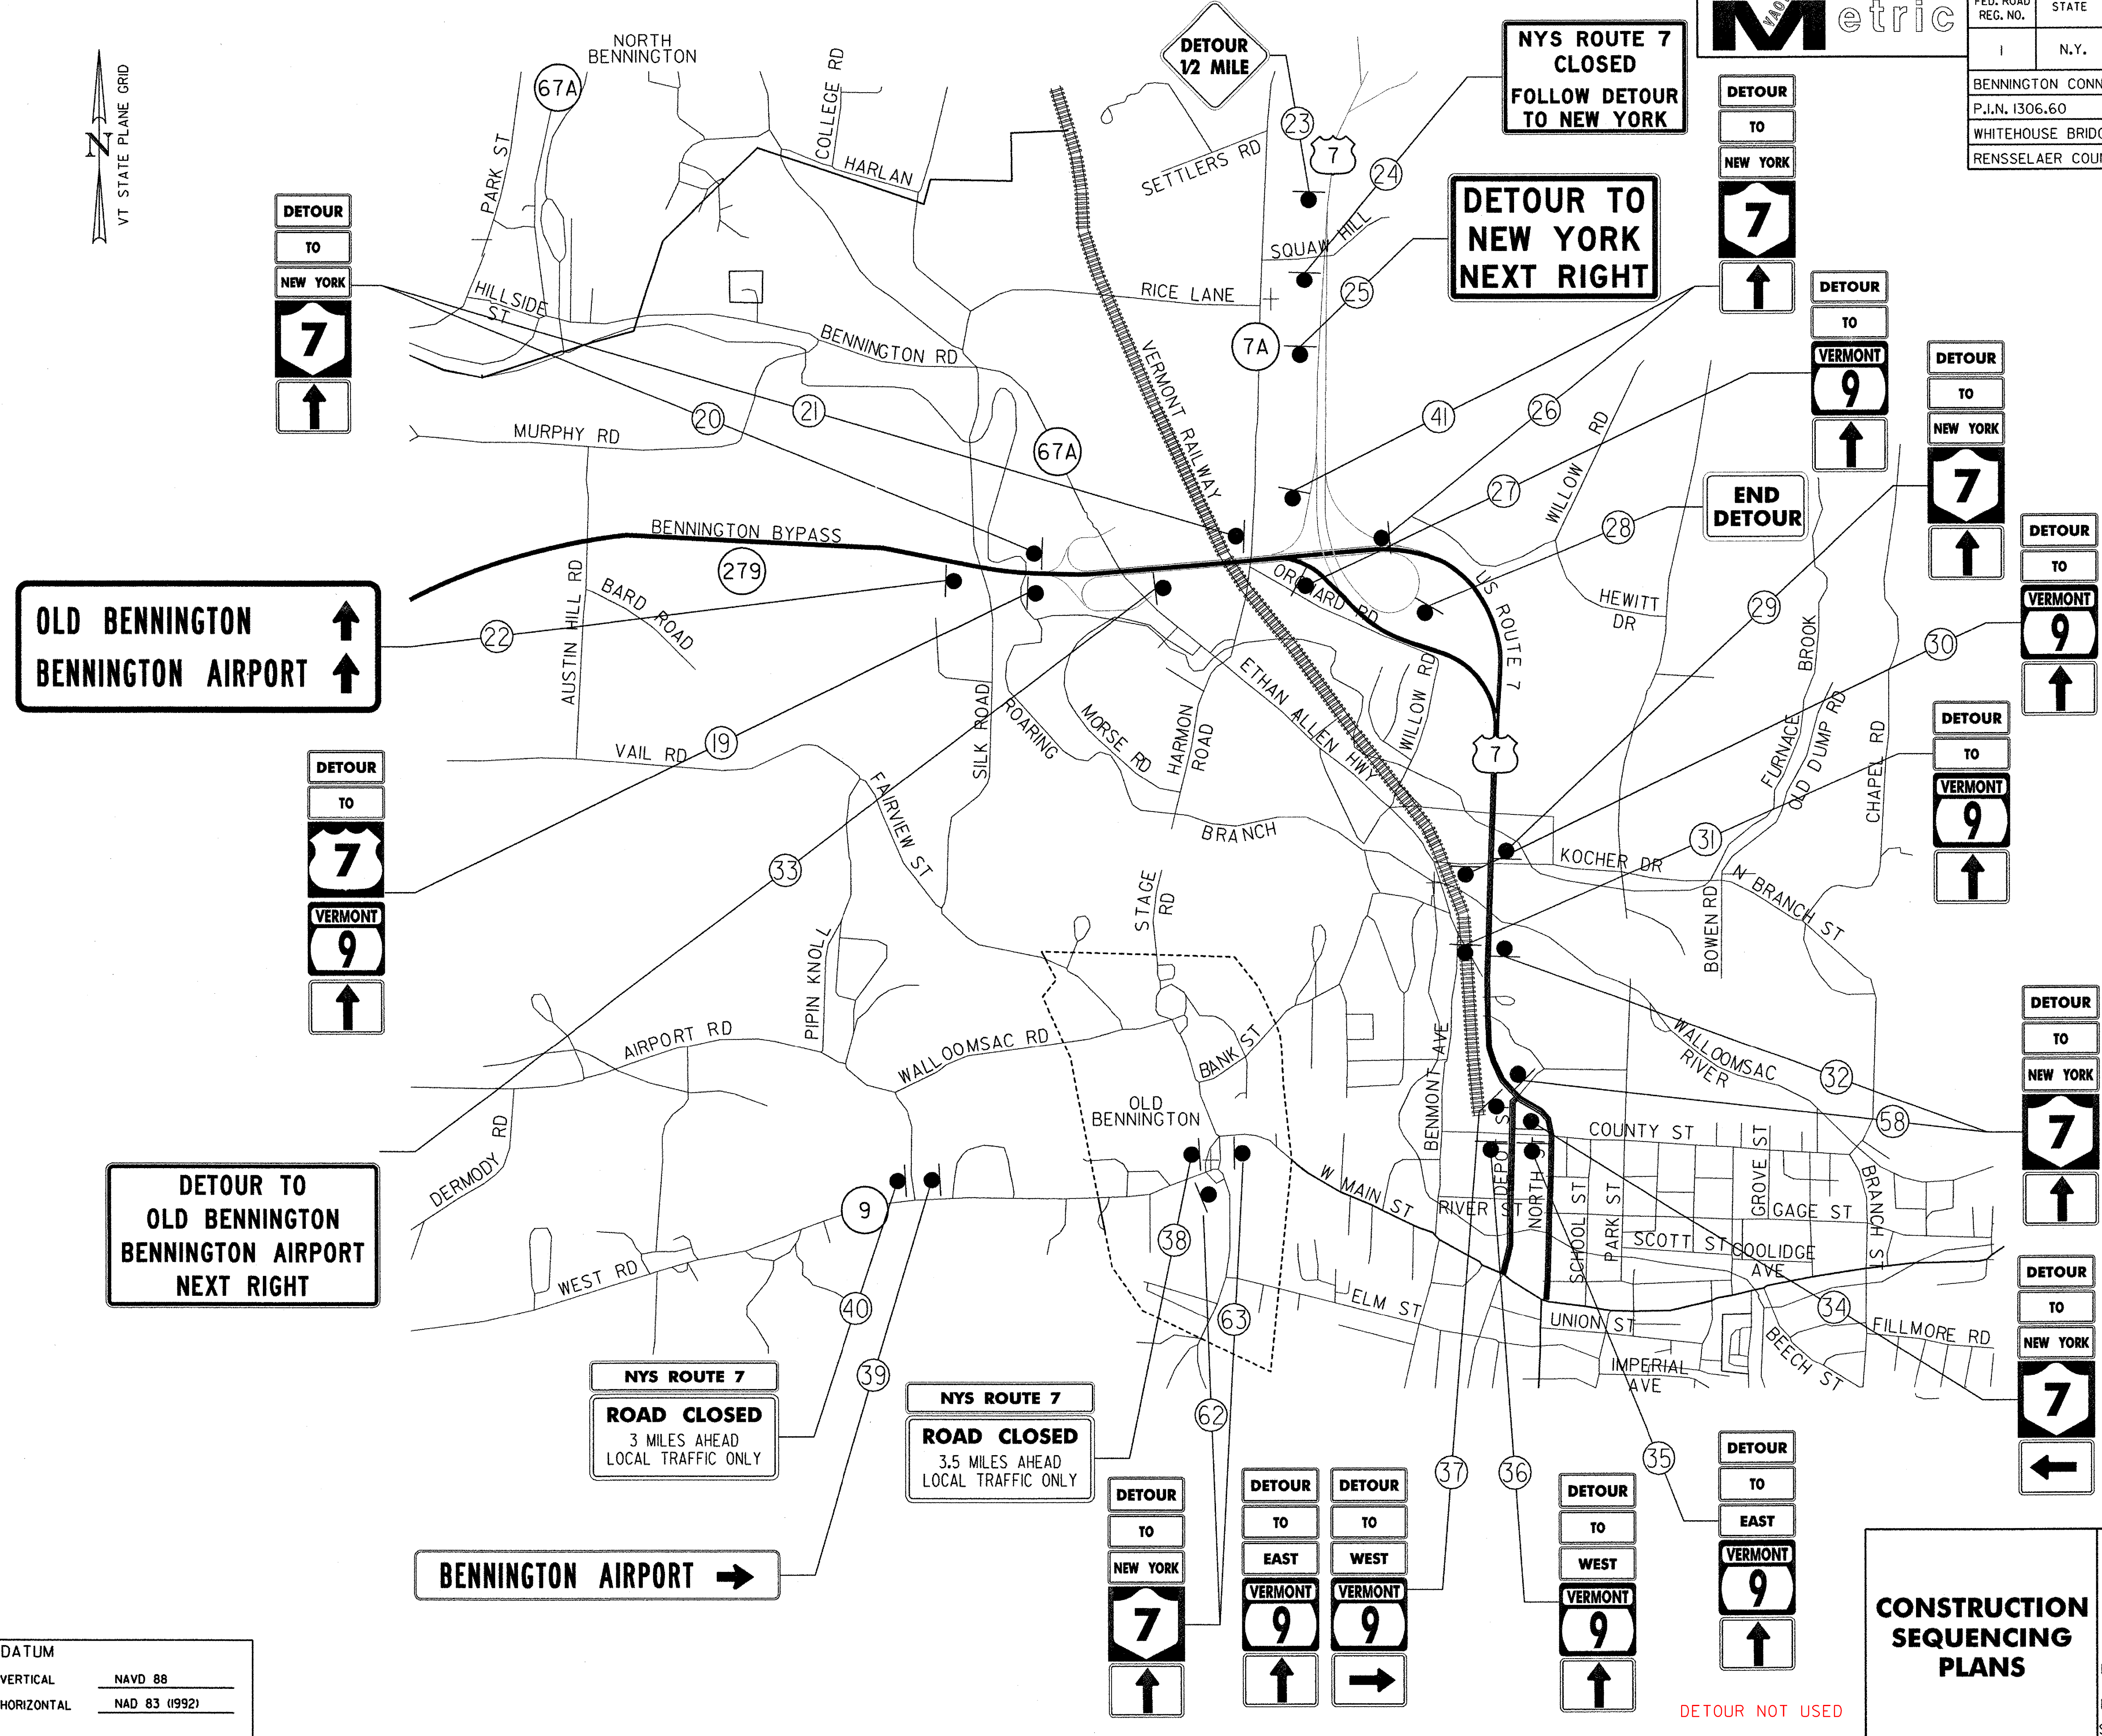 VAOT
Metric
FED. ROAD
REG. NO.
STATE
1
N.Y.
BENNINGTON CONN
P.I.N. 1306.60
WHITEHOUSE BRIDG
RENSSELAER COUN
N
VT STATE PLANE GRID
NORTH
BENNINGTON
67A
PARK ST
COLLEGE RD
HARLAN
DETOUR
1/2 MILE
23
7
24
SETTLERS RD
SQUAW HILL
RICE LANE
7A
25
NYS ROUTE 7
CLOSED
FOLLOW DETOUR
TO NEW YORK
DETOUR TO
NEW YORK
NEXT RIGHT
DETOUR
TO
NEW YORK
7
DETOUR
TO
NEW YORK
7
HILLSIDE
ST
BENNINGTON RD
VERMONT RAILWAY
20
21
67A
41
26
27
28
WILLOW RD
DETOUR
TO
VERMONT
9
DETOUR
TO
NEW YORK
7
END
DETOUR
MURPHY RD
BENNINGTON BYPASS
279
AUSTIN HILL RD
BARD ROAD
ORCHARD RD
US ROUTE 7
HEWITT
DR
29
30
DETOUR
TO
VERMONT
9
OLD BENNINGTON
BENNINGTON AIRPORT
22
19
33
VAIL RD
SILK ROAD
ROARING
MORSE RD
HARMON
ROAD
ETHAN ALLEN HWY
WILLOW RD
7
FURNACE
BROOK
OLD DUMP RD
CHAPEL RD
DETOUR
TO
VERMONT
9
DETOUR
TO
7
VERMONT
9
FAIRVIEW ST
BRANCH
31
KOCHER DR
N BRANCH ST
BOWEN RD
STAGE
RD
PIPIN KNOLL
AIRPORT RD
WALLOOMSAC RD
BANK ST
BENMONT AVE
WALLOOMSAC
RIVER
32
58
DETOUR
TO
NEW YORK
7
OLD
BENNINGTON
DERMODY RD
DETOUR TO
OLD BENNINGTON
BENNINGTON AIRPORT
NEXT RIGHT
9
WEST RD
38
W MAIN ST
RIVER ST
DEPOT ST
NORTH ST
COUNTY ST
SCHOOL ST
PARK ST
GROVE ST
GAGE ST
SCOTT ST
COOLIDGE
AVE
BRANCH ST
40
39
63
62
ELM ST
UNION ST
34
FILLMORE RD
IMPERIAL
AVE
BEECH ST
DETOUR
TO
NEW YORK
7
NYS ROUTE 7
ROAD CLOSED
3 MILES AHEAD
LOCAL TRAFFIC ONLY
NYS ROUTE 7
ROAD CLOSED
3.5 MILES AHEAD
LOCAL TRAFFIC ONLY
37
36
35
BENNINGTON AIRPORT
DETOUR
TO
NEW YORK
7
DETOUR
TO
EAST
VERMONT
9
DETOUR
TO
WEST
VERMONT
9
DETOUR
TO
WEST
VERMONT
9
DETOUR
TO
EAST
VERMONT
9
CONSTRUCTION
SEQUENCING
PLANS
DETOUR NOT USED
DATUM
VERTICAL NAVD 88
HORIZONTAL NAD 83 (1992)